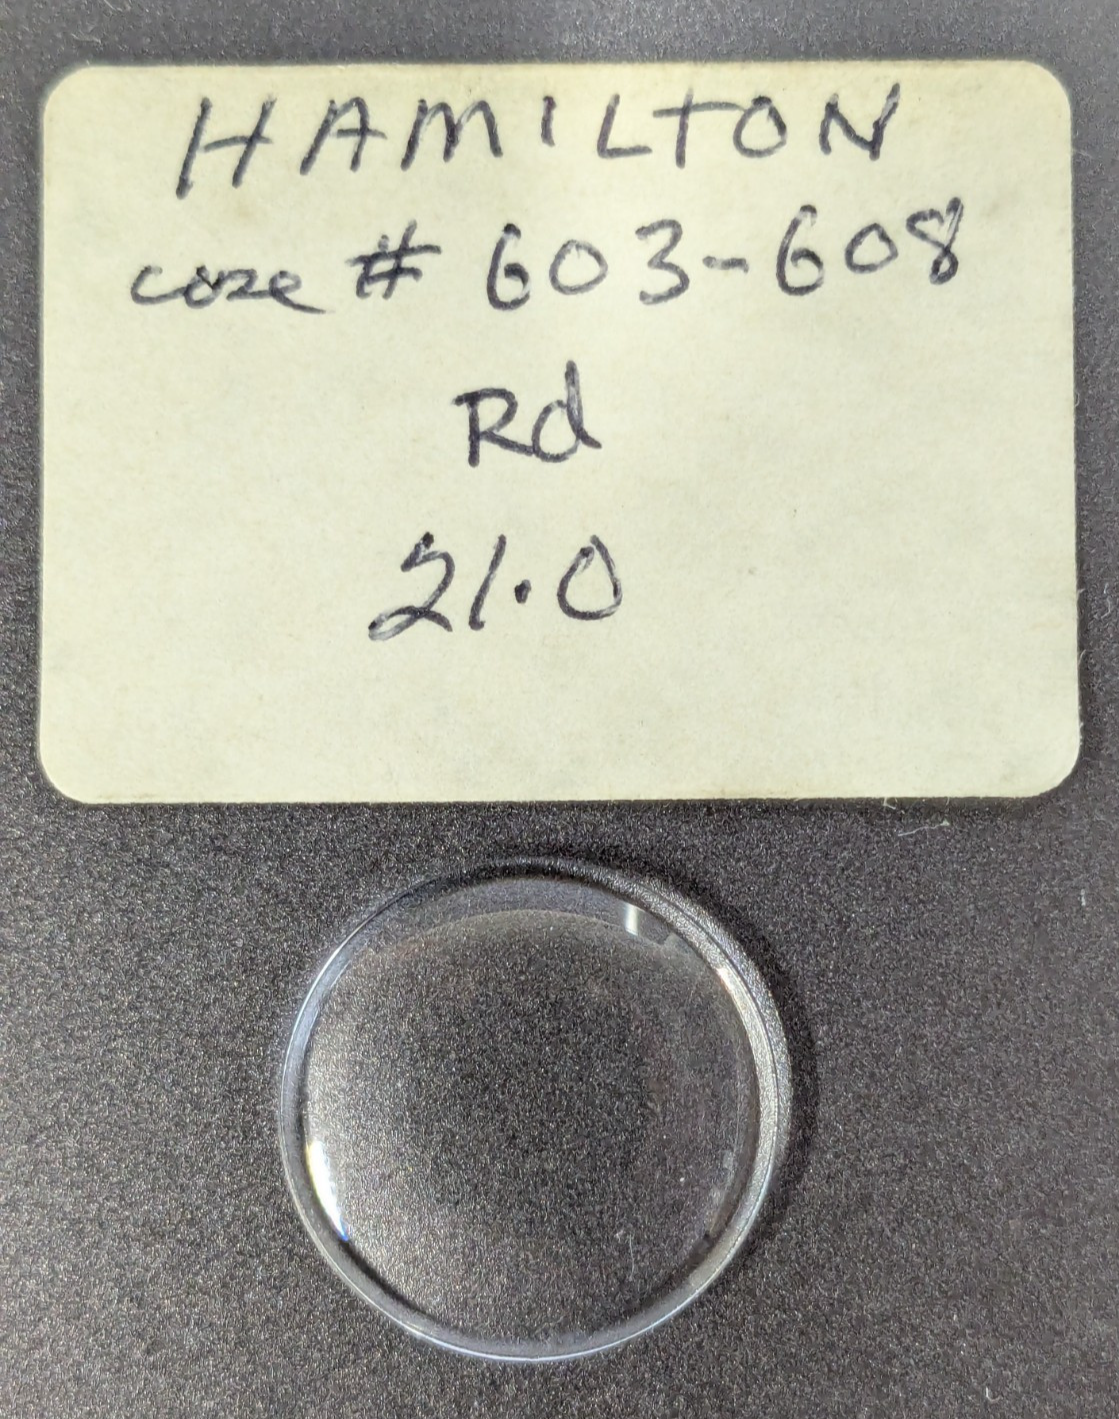 HAMILTON
case # 603-608
Rd
21.0